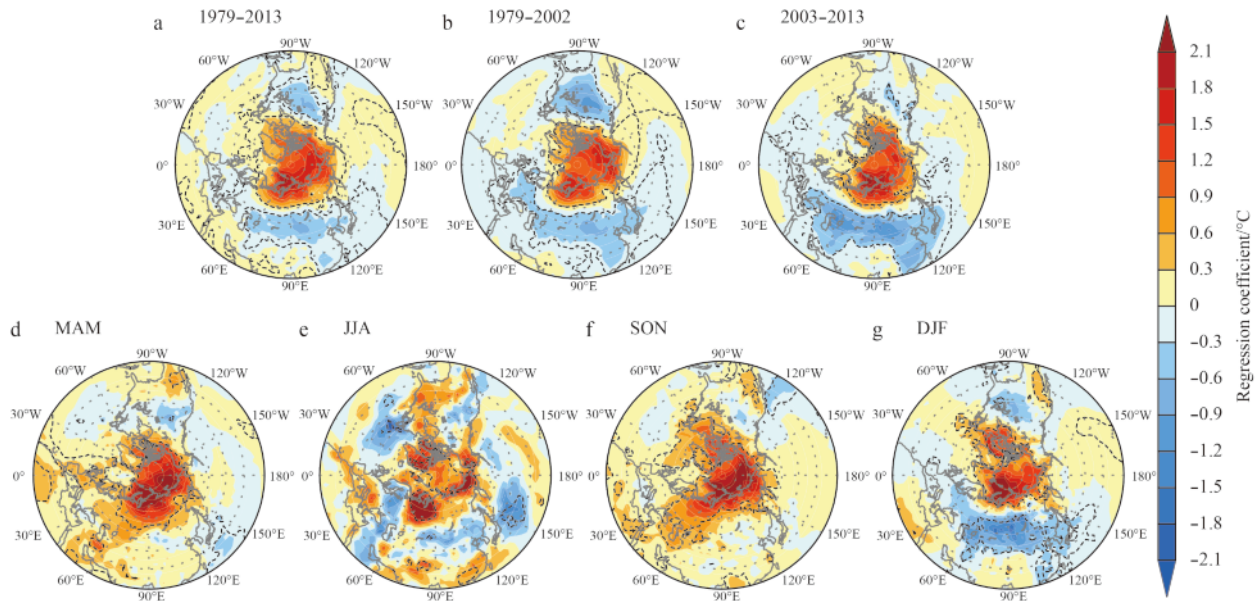 a 1979–2013
b 1979–2002
c 2003–2013
90°W
60°W
120°W
30°W
150°W
0°
180°
30°E
150°E
60°E
120°E
90°E
90°W
60°W
120°W
30°W
150°W
0°
180°
30°E
150°E
60°E
120°E
90°E
90°W
60°W
120°W
30°W
150°W
0°
180°
30°E
150°E
60°E
120°E
90°E
d MAM
e JJA
f SON
g DJF
90°W
60°W
120°W
30°W
150°W
0°
180°
30°E
150°E
60°E
120°E
90°E
90°W
60°W
120°W
30°W
150°W
0°
180°
30°E
150°E
60°E
120°E
90°E
90°W
60°W
120°W
30°W
150°W
0°
180°
30°E
150°E
60°E
120°E
90°E
90°W
60°W
120°W
30°W
150°W
0°
180°
30°E
150°E
60°E
120°E
90°E
2.1
1.8
1.5
1.2
0.9
0.6
0.3
0
–0.3
–0.6
–0.9
–1.2
–1.5
–1.8
–2.1
Regression coefficient/°C